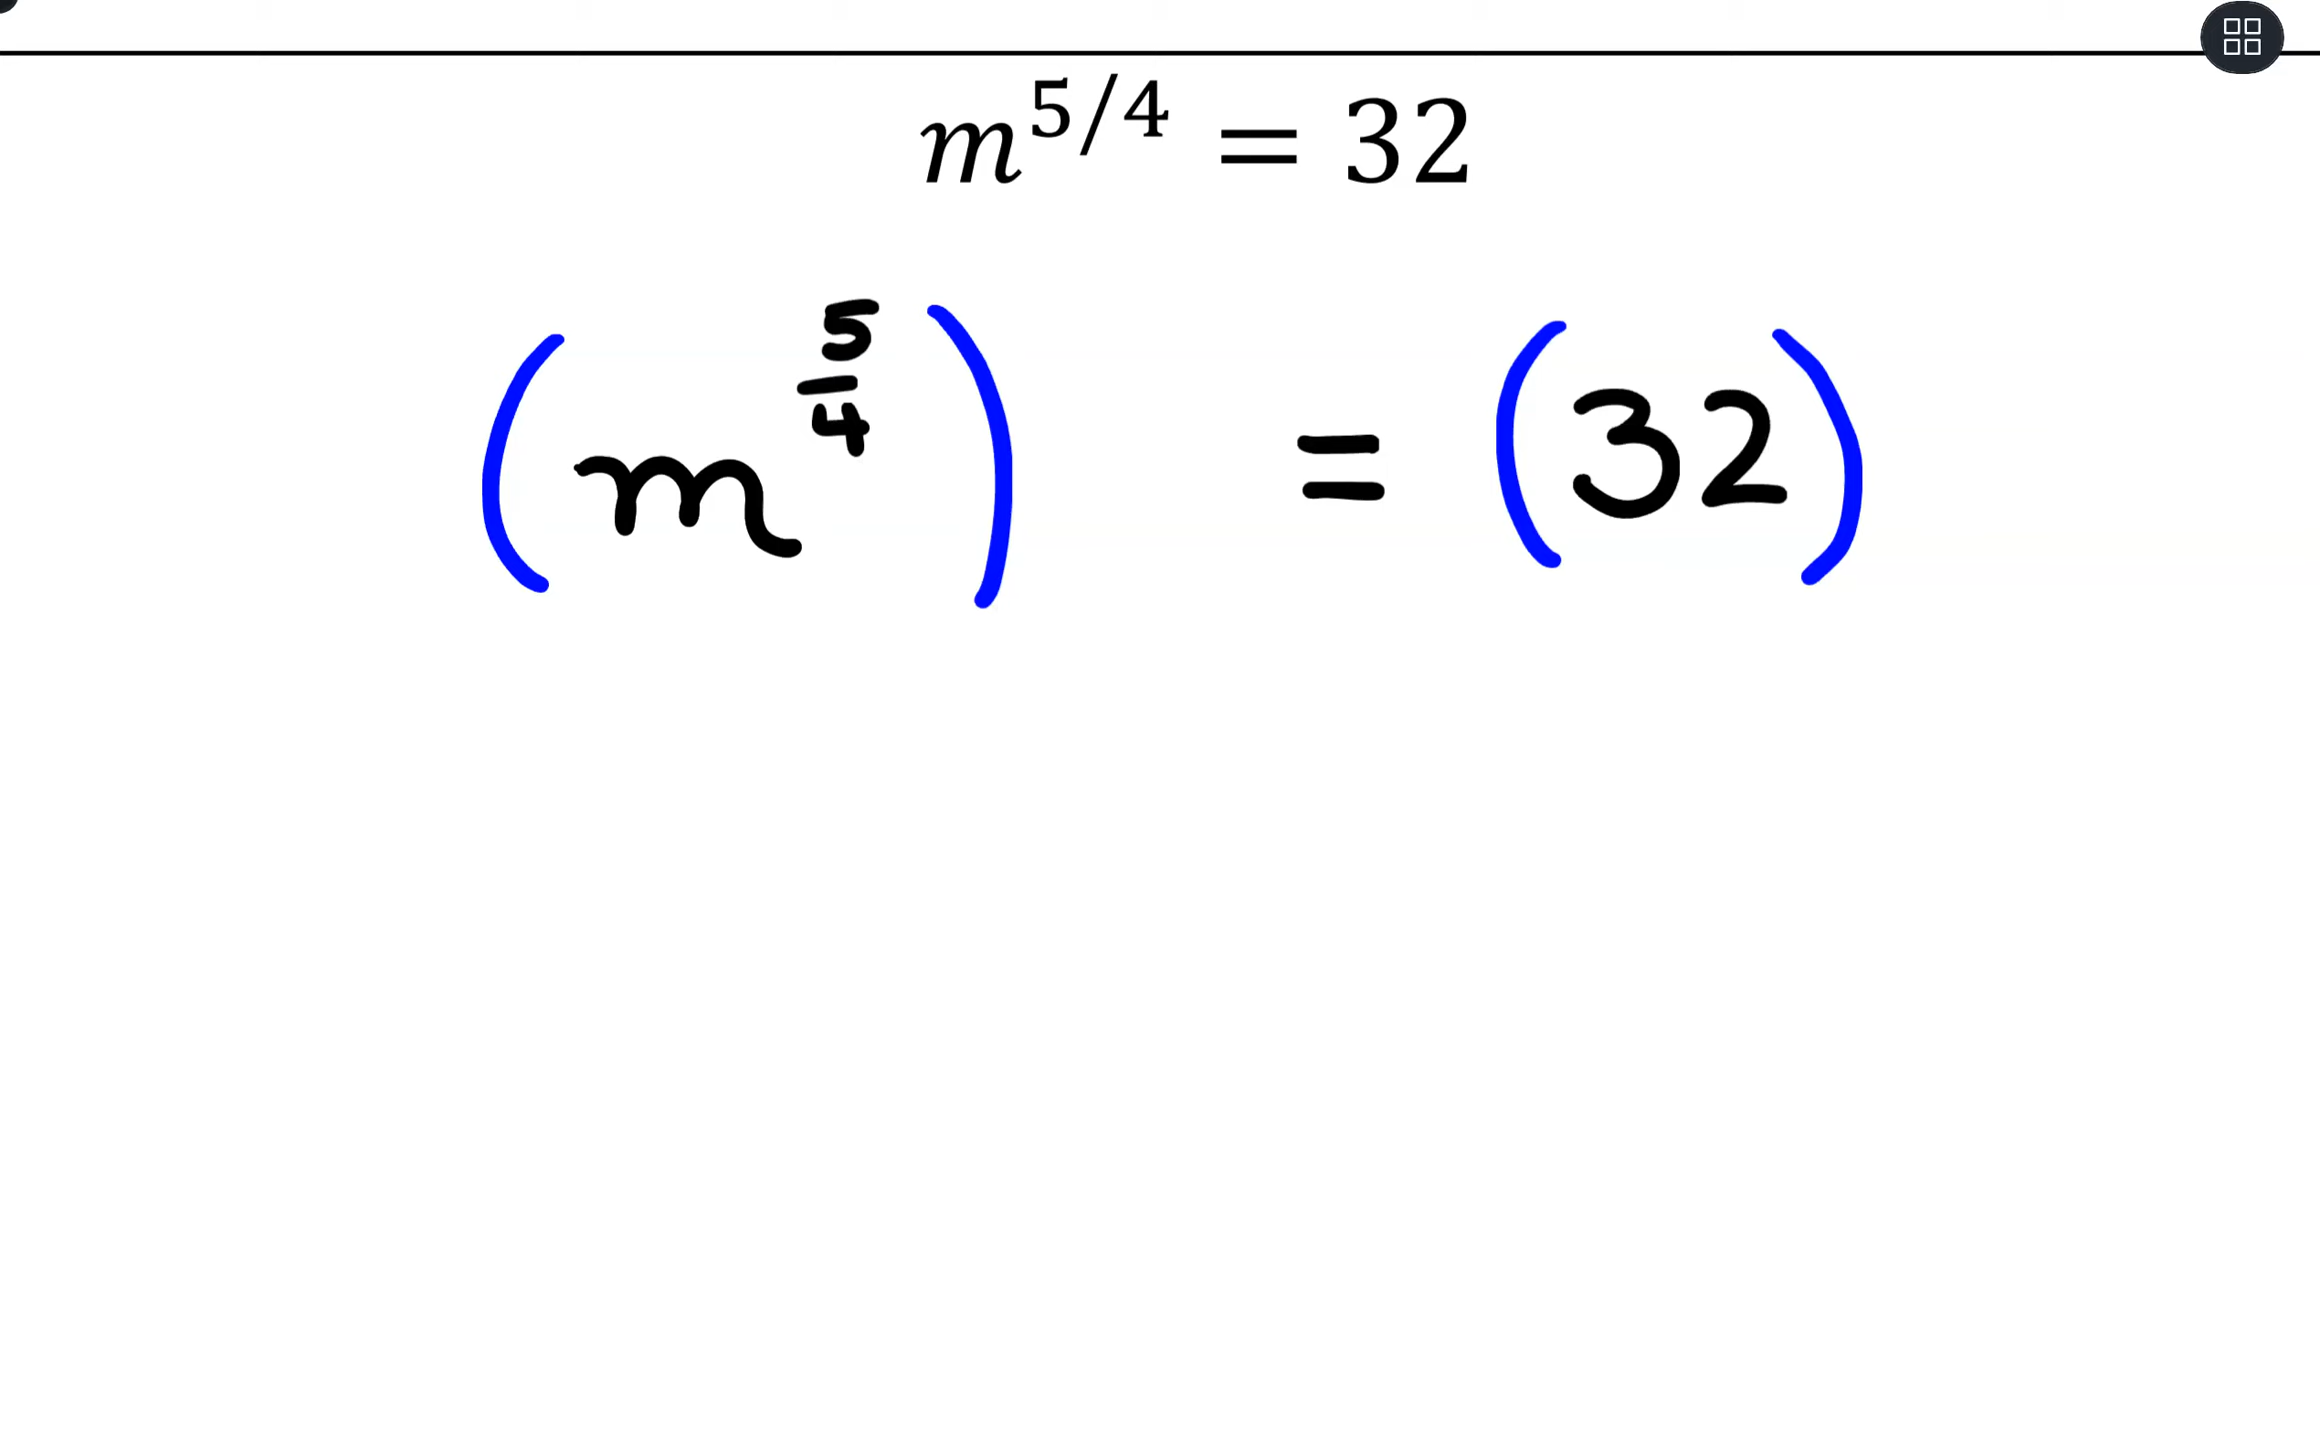 m^{5/4} = 32
(m^{5/4}) = (32)